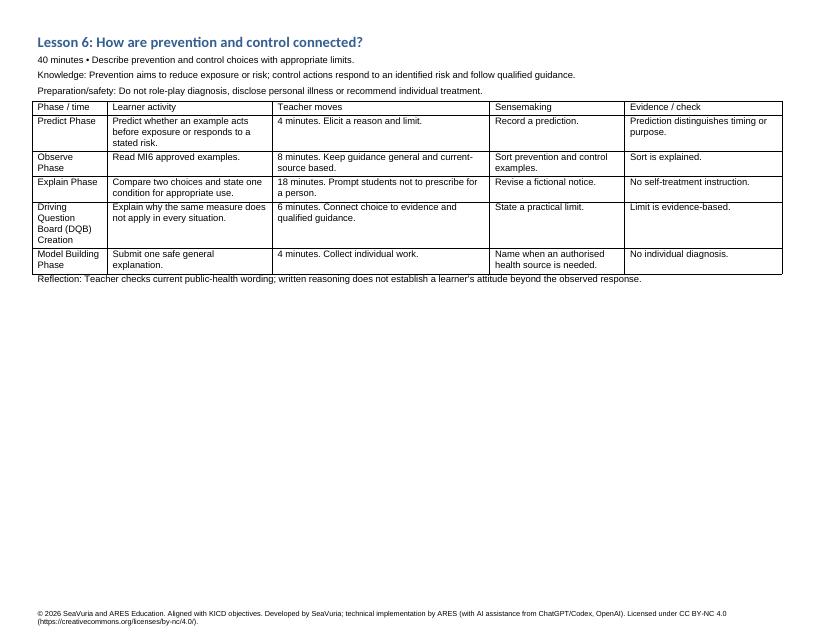 Lesson 6: How are prevention and control connected?
40 minutes • Describe prevention and control choices with appropriate limits.
Knowledge: Prevention aims to reduce exposure or risk; control actions respond to an identified risk and follow qualified guidance.
Preparation/safety: Do not role-play diagnosis, disclose personal illness or recommend individual treatment.
Phase / time
Learner activity
Teacher moves
Sensemaking
Evidence / check
Predict Phase
Predict whether an example acts
before exposure or responds to a
stated risk.
4 minutes. Elicit a reason and limit.
Record a prediction.
Prediction distinguishes timing or
purpose.
Observe
Phase
Read MI6 approved examples.
8 minutes. Keep guidance general and current-
source based.
Sort prevention and control
examples.
Sort is explained.
Explain Phase
Compare two choices and state one
condition for appropriate use.
18 minutes. Prompt students not to prescribe for
a person.
Revise a fictional notice.
No self-treatment instruction.
Driving
Question
Board (DQB)
Creation
Explain why the same measure does
not apply in every situation.
6 minutes. Connect choice to evidence and
qualified guidance.
State a practical limit.
Limit is evidence-based.
Model Building
Phase
Submit one safe general
explanation.
4 minutes. Collect individual work.
Name when an authorised
health source is needed.
No individual diagnosis.
Reflection: Teacher checks current public-health wording; written reasoning does not establish a learner's attitude beyond the observed response.
© 2026 SeaVuria and ARES Education. Aligned with KICD objectives. Developed by SeaVuria; technical implementation by ARES (with AI assistance from ChatGPT/Codex, OpenAI). Licensed under CC BY-NC 4.0
(https://creativecommons.org/licenses/by-nc/4.0/).